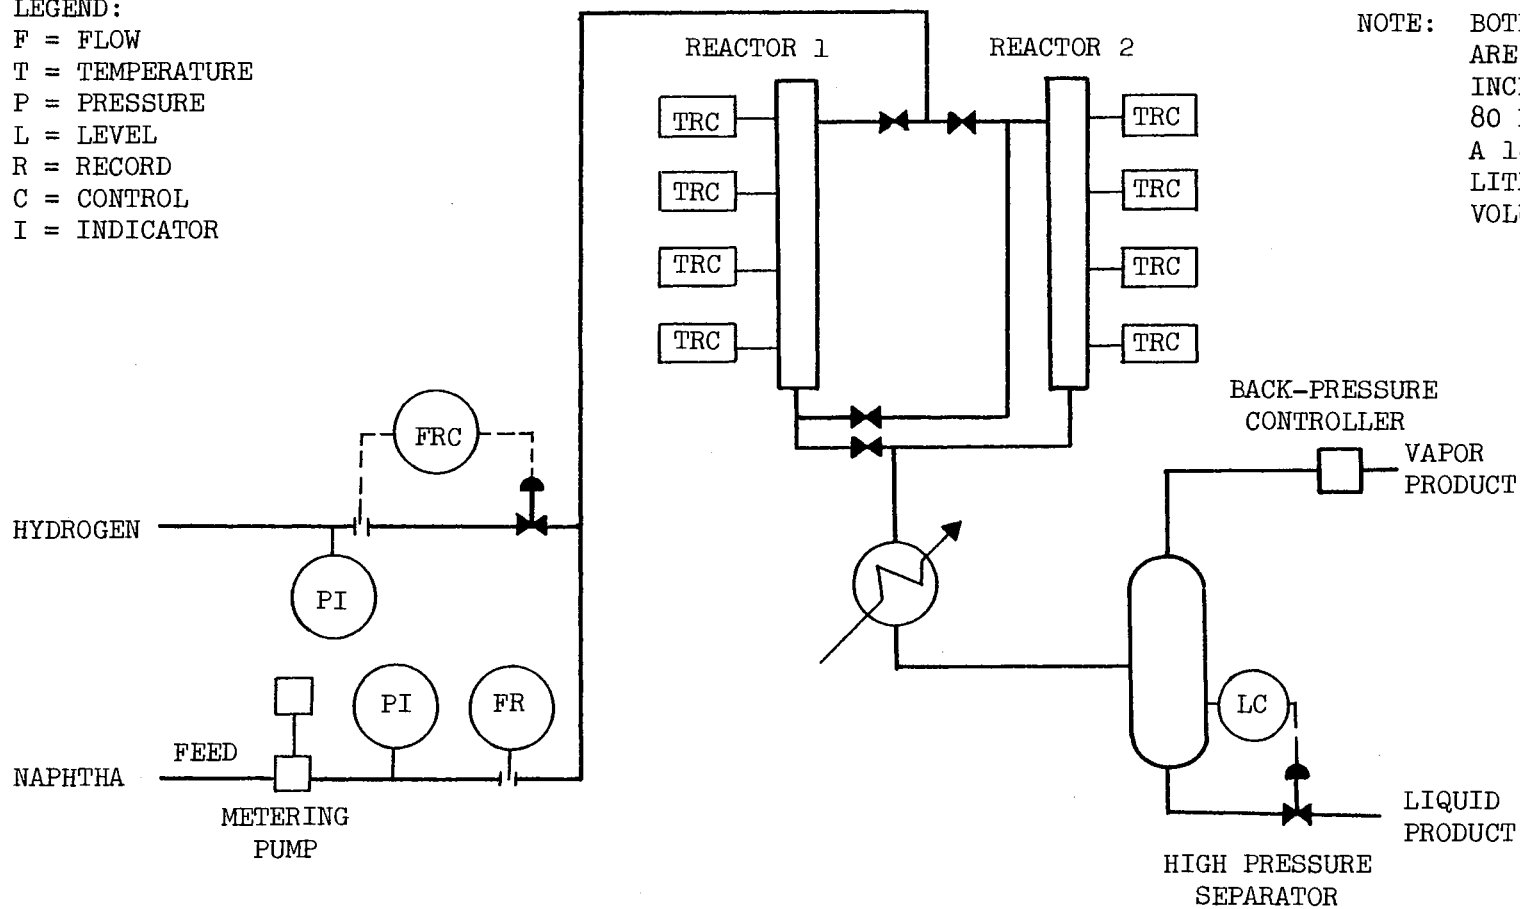 LEGEND:
F = FLOW
T = TEMPERATURE
P = PRESSURE
L = LEVEL
R = RECORD
C = CONTROL
I = INDICATOR
REACTOR 1
REACTOR 2
NOTE:
ARE
80
A
TRC
TRC
TRC
TRC
TRC
TRC
TRC
TRC
BACK-PRESSURE
CONTROLLER
VAPOR
PRODUCT
FRC
HYDROGEN
PI
PI
FR
LC
FEED
NAPHTHA
METERING
PUMP
LIQUID
PRODUCT
HIGH PRESSURE
SEPARATOR